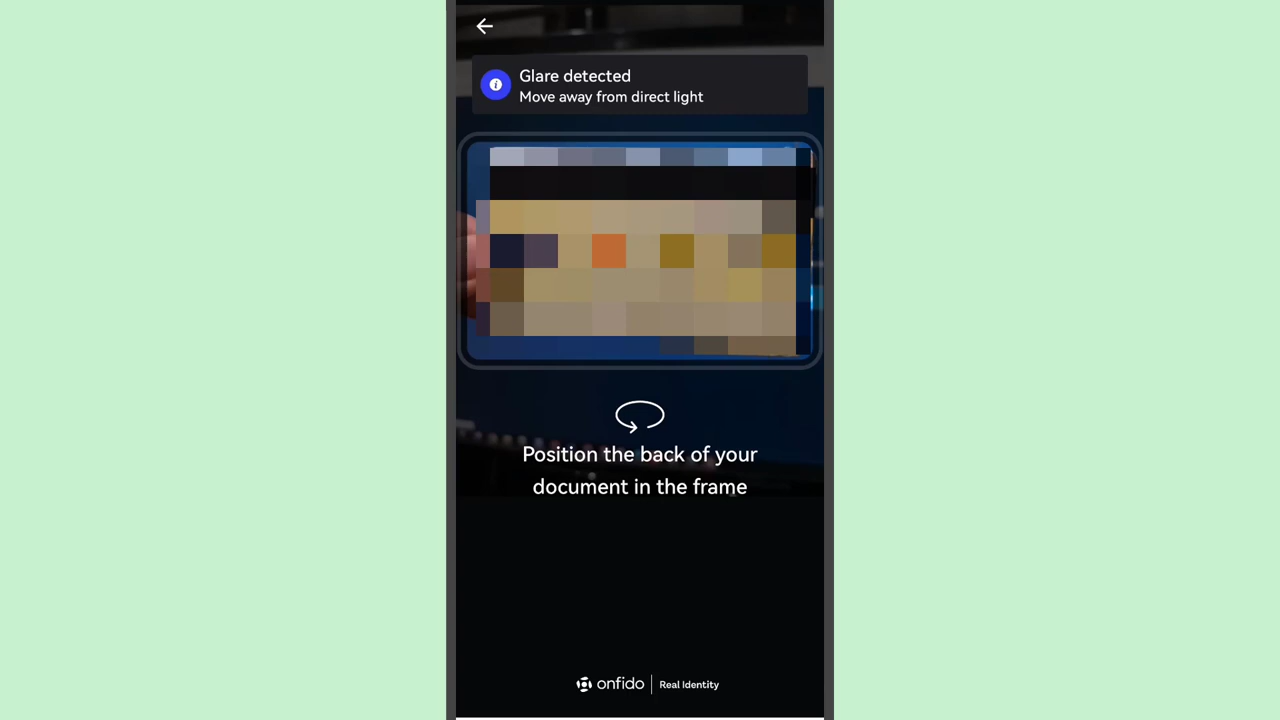 Glare detected
Move away from direct light
Position the back of your
document in the frame
onfido | Real Identity